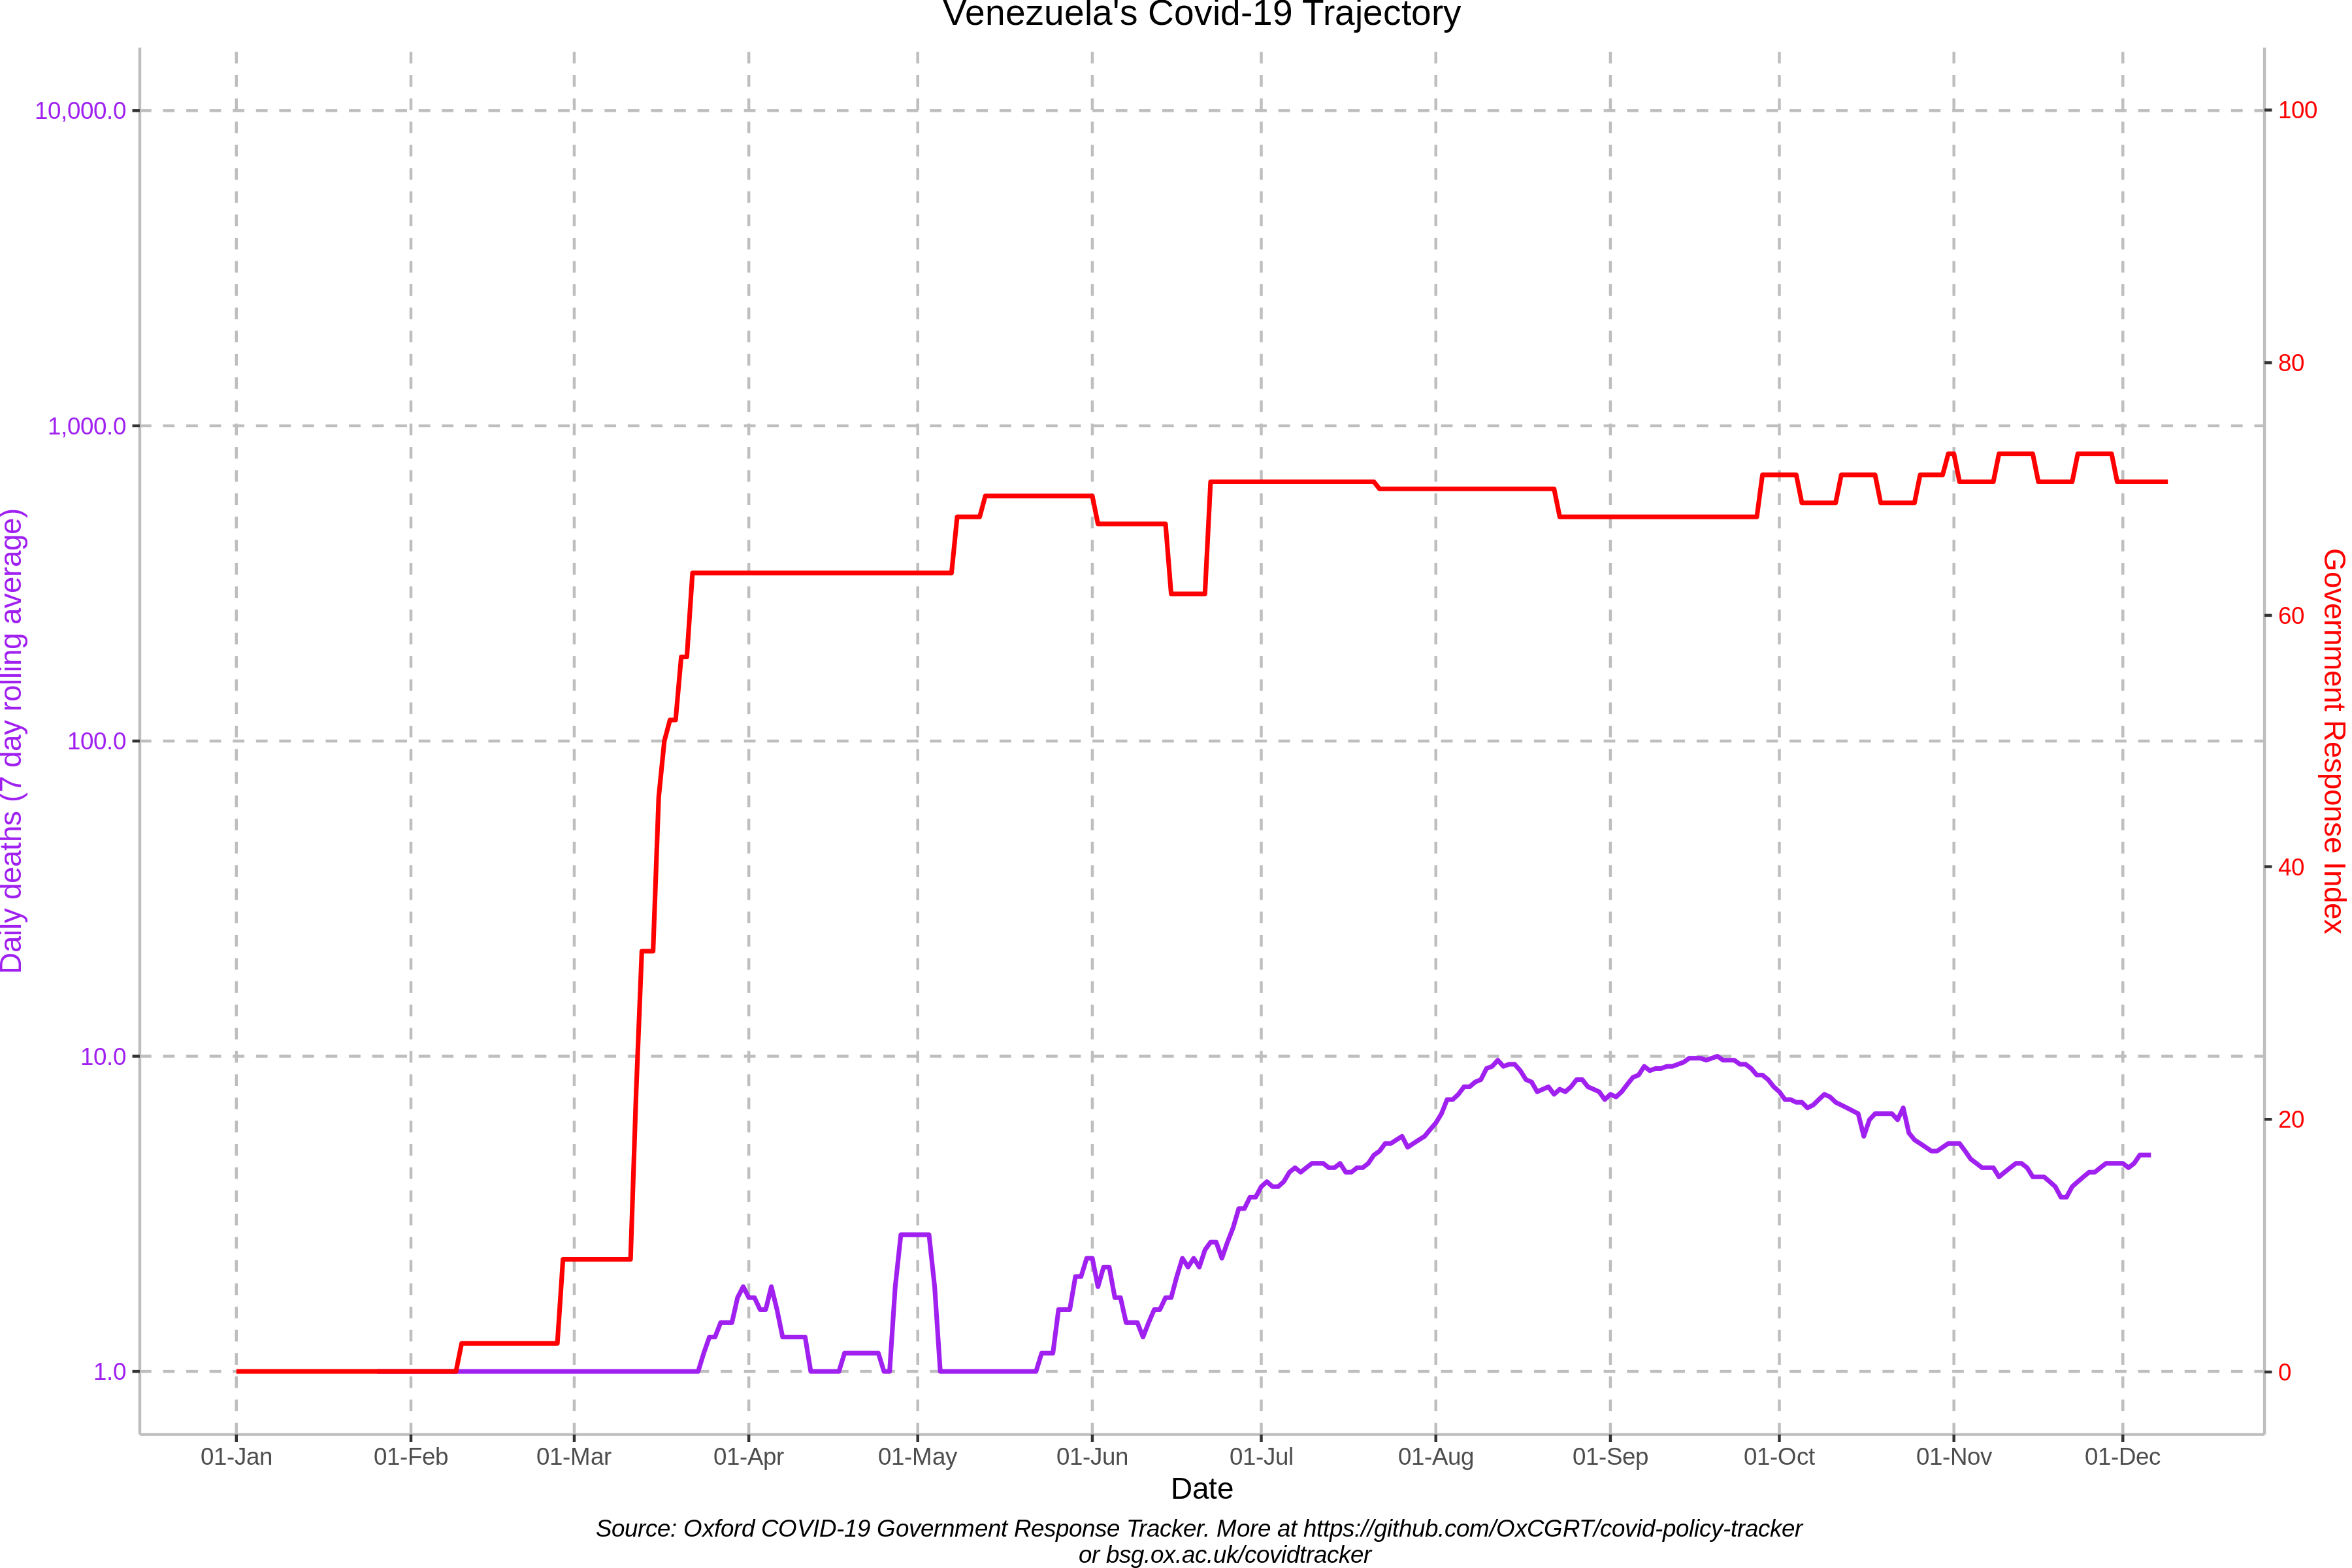 Venezuela's Covid-19 Trajectory
10,000.0
1,000.0
100.0
10.0
1.0
Daily deaths (7 day rolling average)
100
80
60
40
20
0
Government Response Index
01-Jan
01-Feb
01-Mar
01-Apr
01-May
01-Jun
01-Jul
01-Aug
01-Sep
01-Oct
01-Nov
01-Dec
Date
Source: Oxford COVID-19 Government Response Tracker. More at https://github.com/OxCGRT/covid-policy-tracker
or bsg.ox.ac.uk/covidtracker